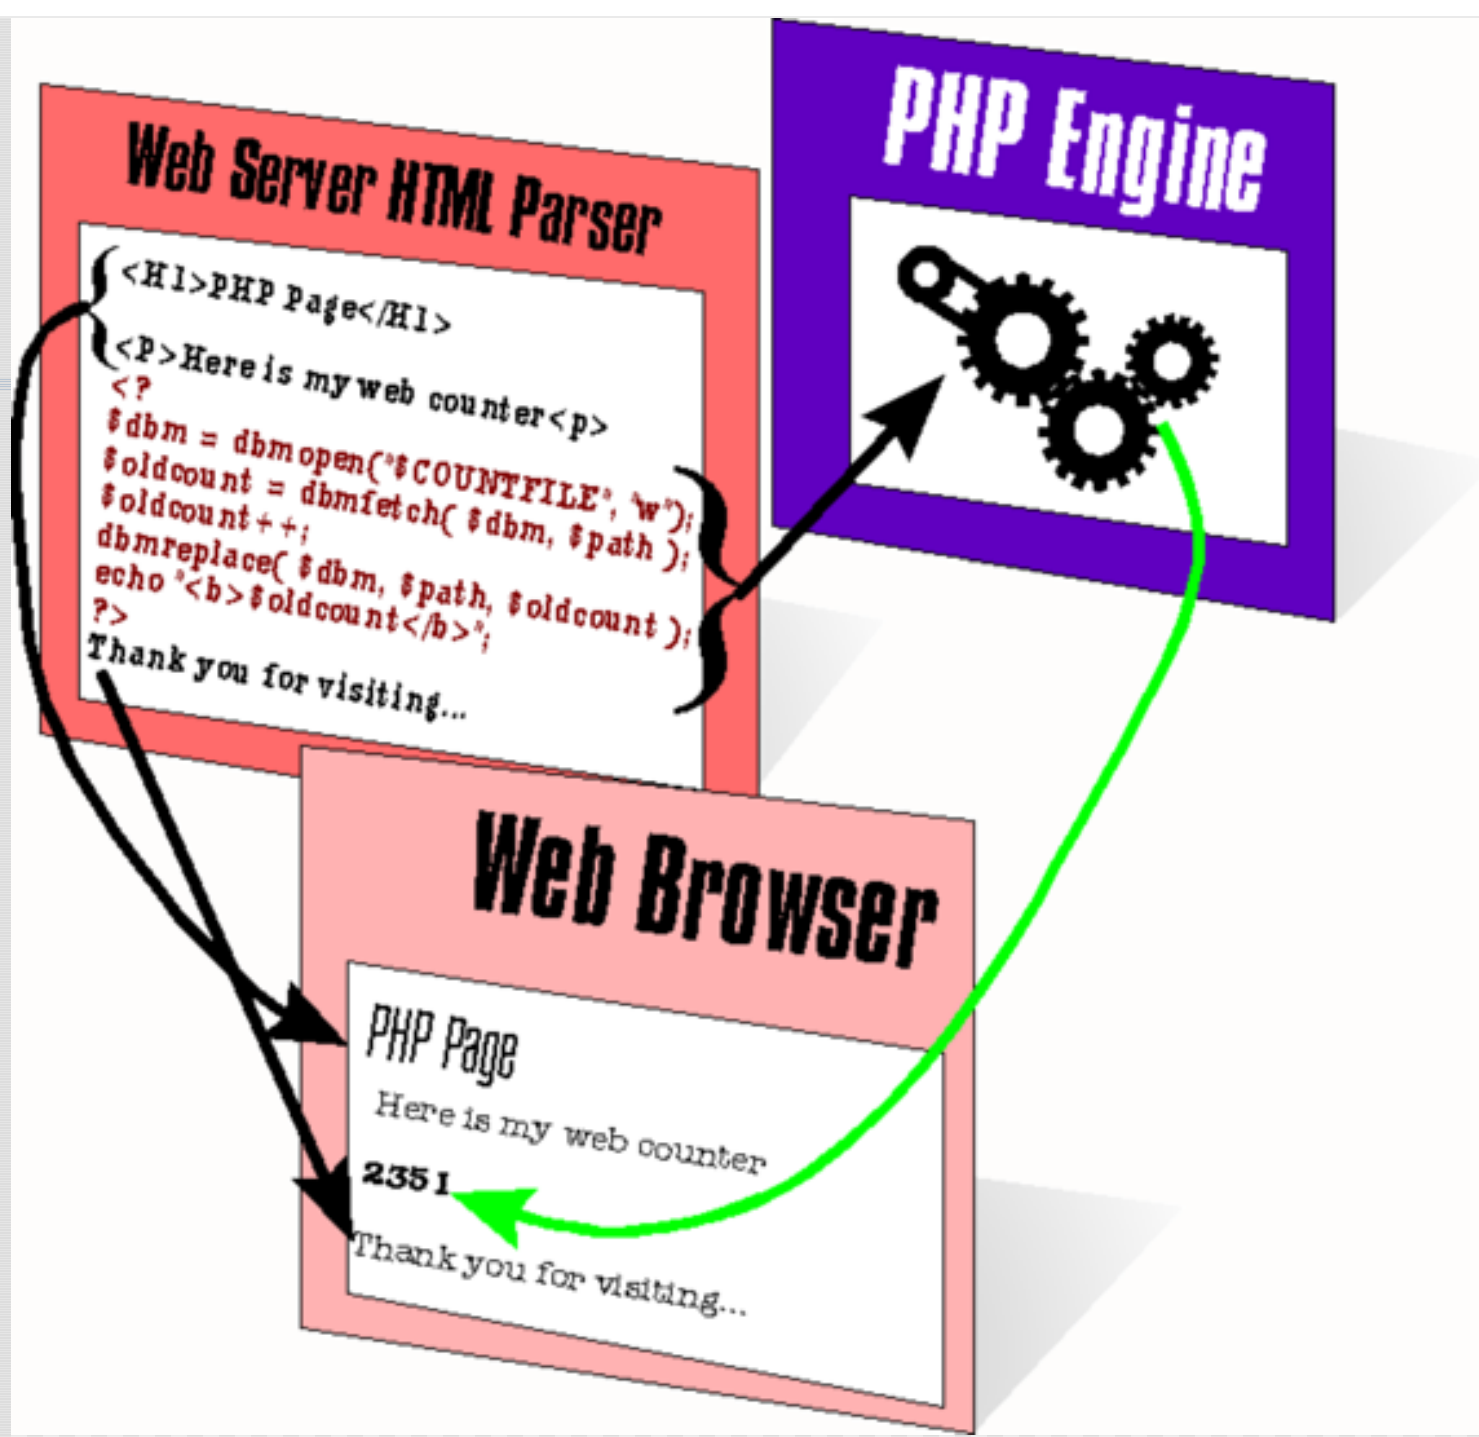 Web Server HTML Parser
<H1>PHP Page</H1>
<P>Here is my web counter<p>
<?
$dbm = dbmopen("$COUNTFILE", "w");
$oldcount = dbmfetch( $dbm, $path );
$oldcount++;
dbmreplace( $dbm, $path, $oldcount );
echo "<b>$oldcount</b>";
?>
Thank you for visiting...
PHP Engine
Web Browser
PHP Page
Here is my web counter
2351
Thank you for visiting...